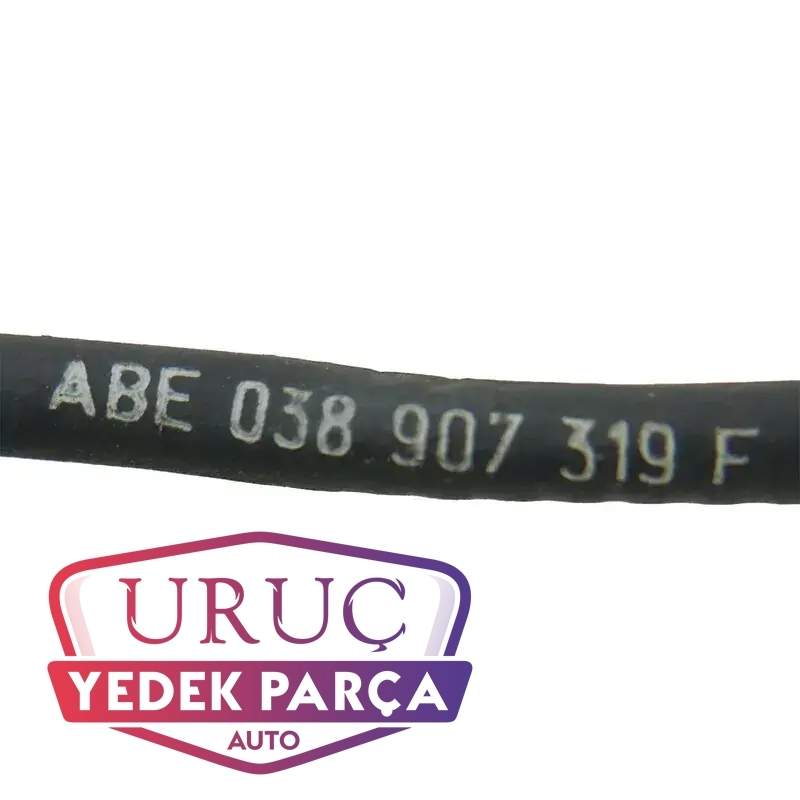 ABE 038 907 319 F
URUÇ
YEDEK PARÇA
AUTO